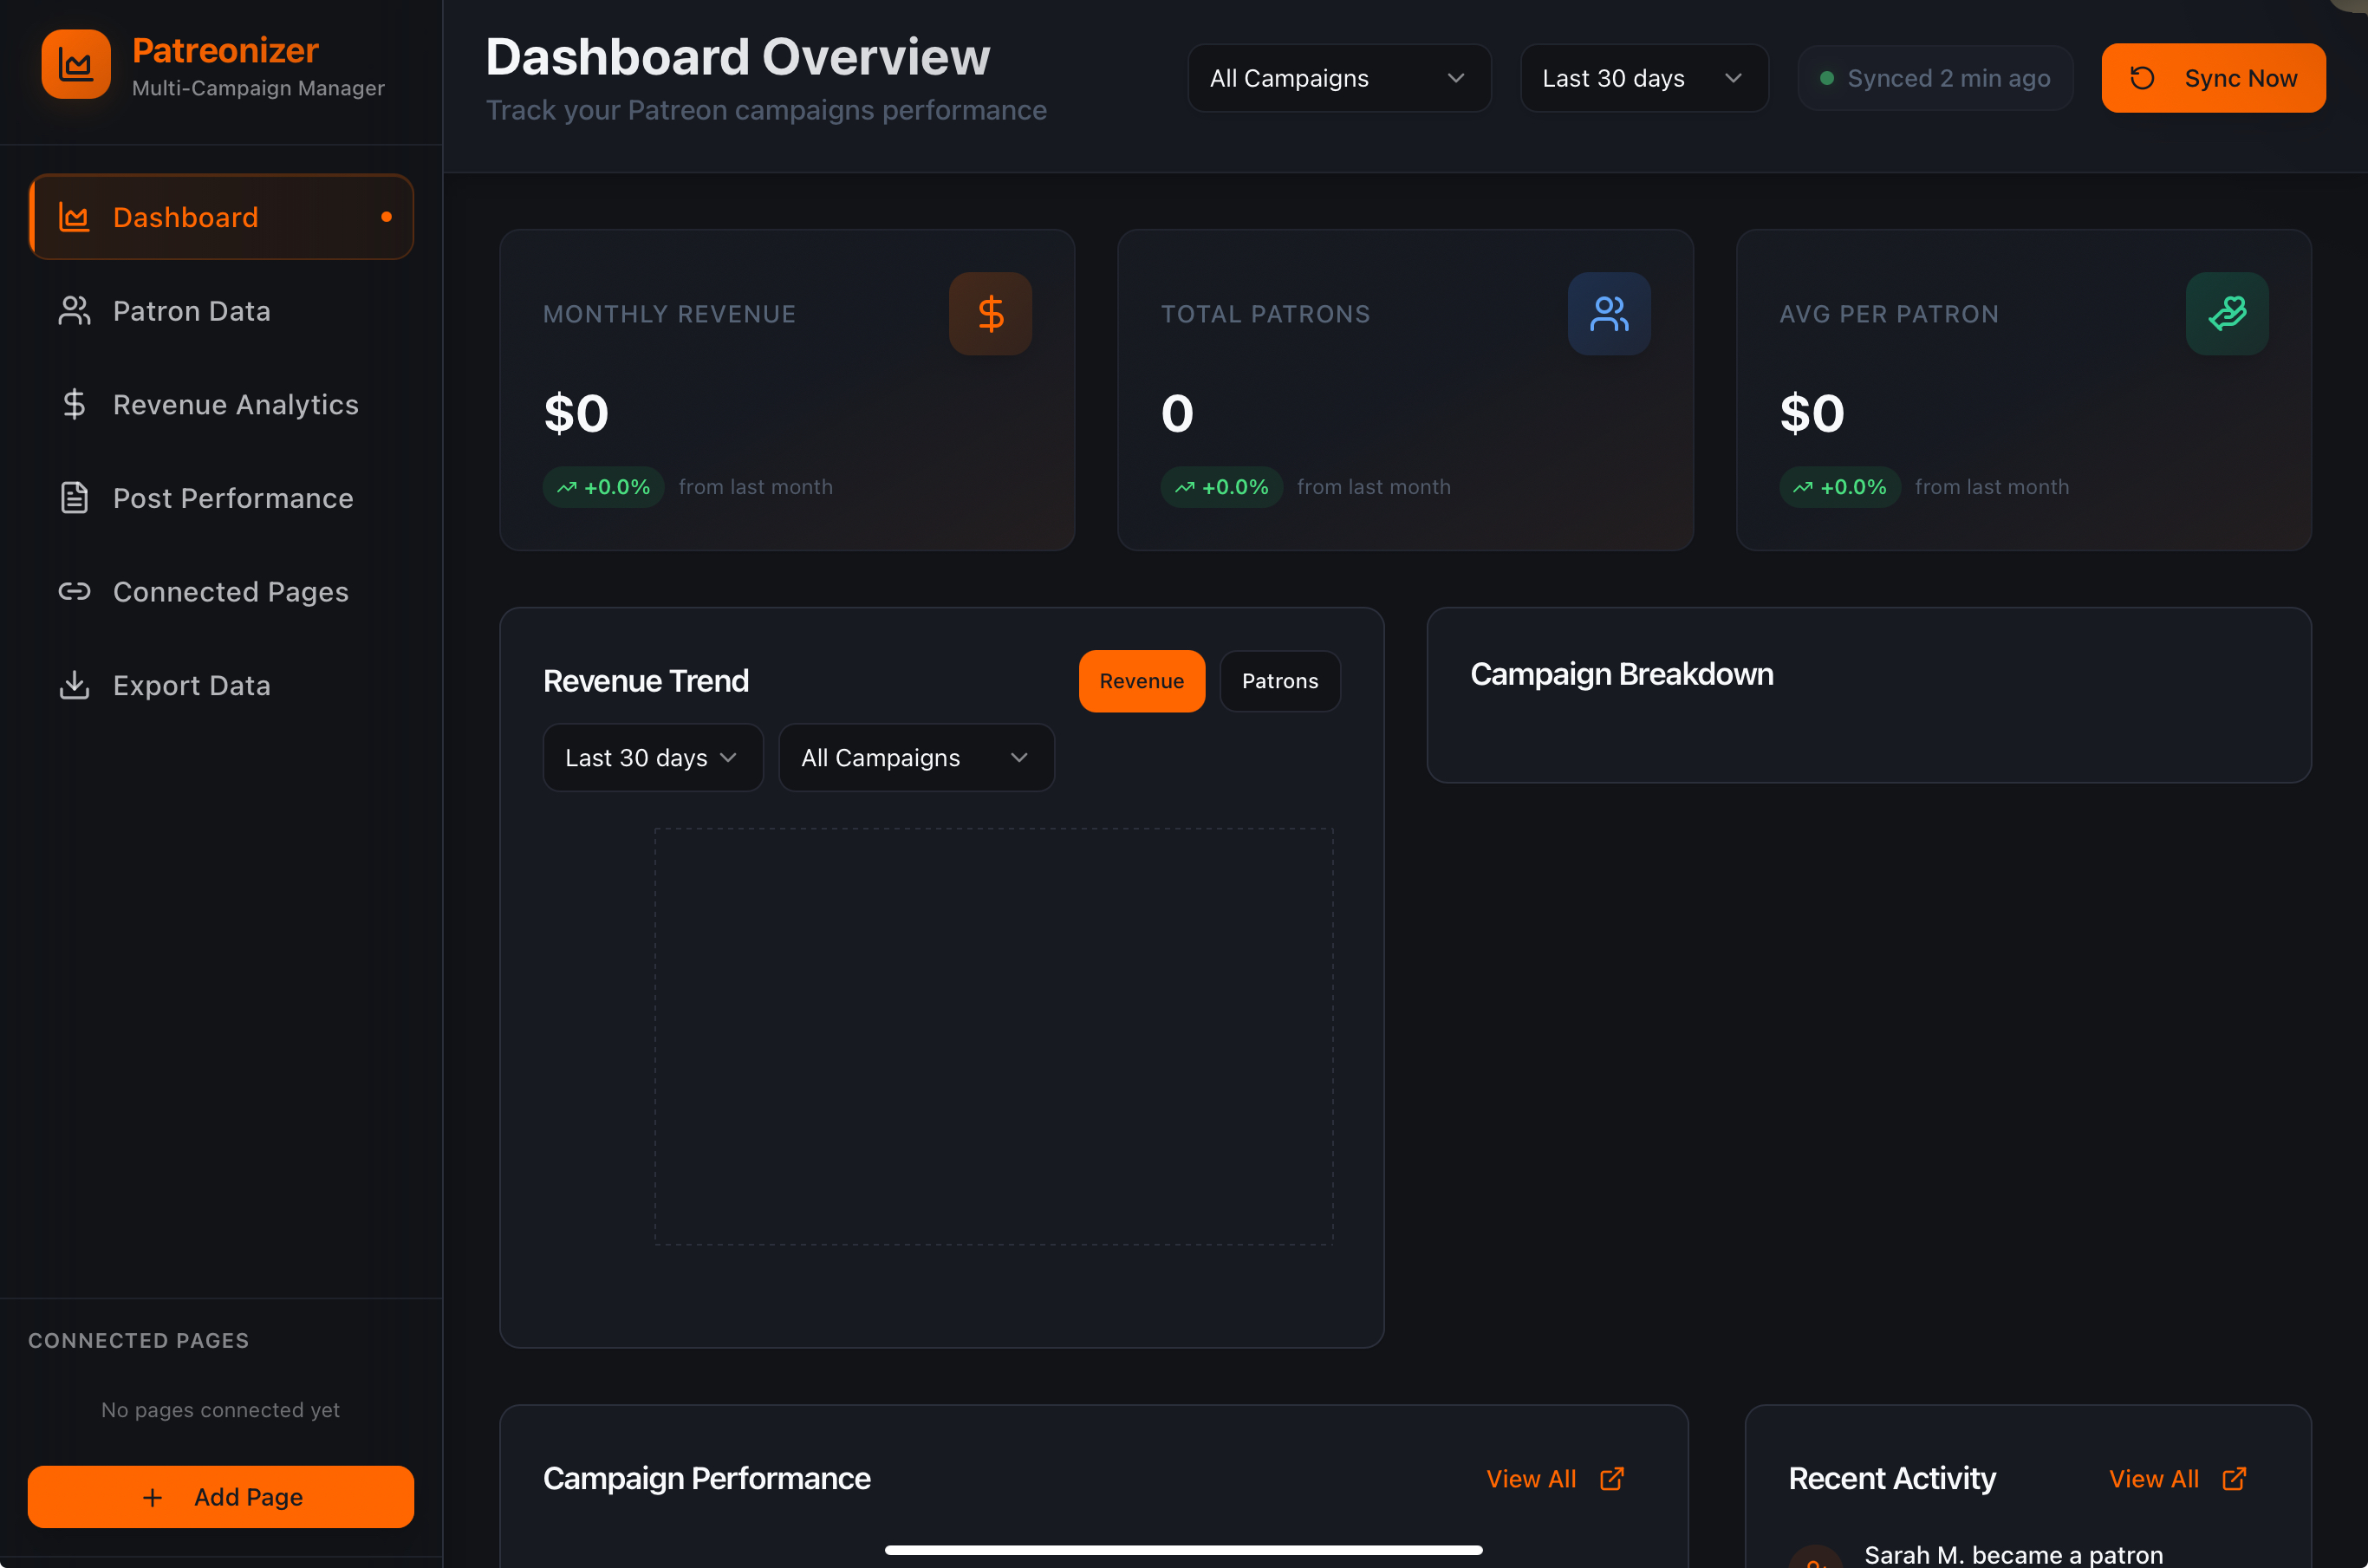 Patreonizer
Multi-Campaign Manager
Dashboard
Patron Data
Revenue Analytics
Post Performance
Connected Pages
Export Data
CONNECTED PAGES
No pages connected yet
Add Page
Dashboard Overview
Track your Patreon campaigns performance
All Campaigns
Last 30 days
Synced 2 min ago
Sync Now
MONTHLY REVENUE
$0
+0.0% from last month
TOTAL PATRONS
0
+0.0% from last month
AVG PER PATRON
$0
+0.0% from last month
Revenue Trend
Revenue
Patrons
Last 30 days
All Campaigns
Campaign Breakdown
Campaign Performance
View All
Recent Activity
View All
Sarah M. became a patron